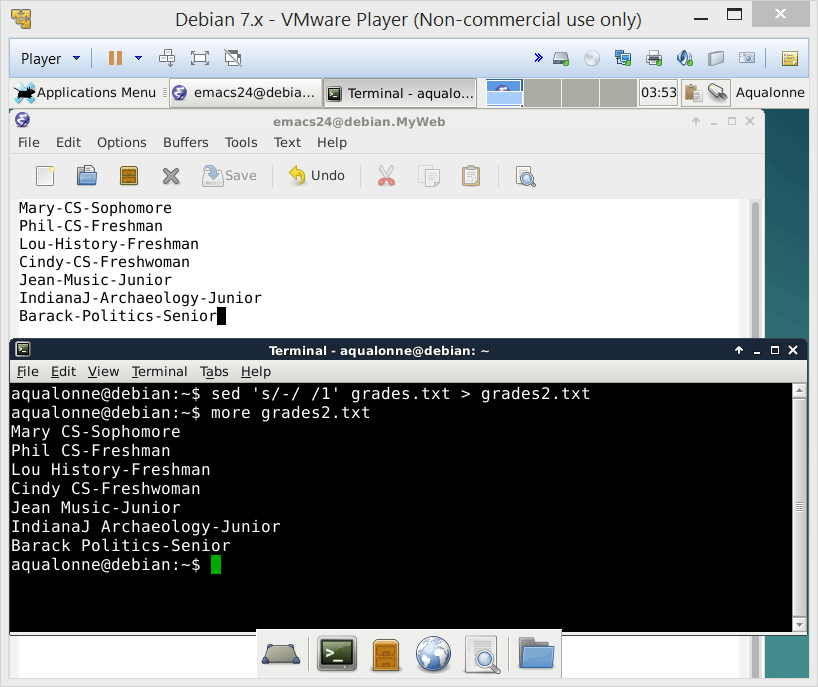 Debian 7.x - VMware Player (Non-commercial use only)
Player
Applications Menu
emacs24@debia...
Terminal - aqualo...
03:53
Aqualonne
emacs24@debian.MyWeb
File Edit Options Buffers Tools Text Help
Save Undo
Mary-CS-Sophomore
Phil-CS-Freshman
Lou-History-Freshman
Cindy-CS-Freshwoman
Jean-Music-Junior
IndianaJ-Archaeology-Junior
Barack-Politics-Senior
Terminal - aqualonne@debian: ~
File Edit View Terminal Tabs Help
aqualonne@debian:~$ sed 's/-/ /1' grades.txt > grades2.txt
aqualonne@debian:~$ more grades2.txt
Mary CS-Sophomore
Phil CS-Freshman
Lou History-Freshman
Cindy CS-Freshwoman
Jean Music-Junior
IndianaJ Archaeology-Junior
Barack Politics-Senior
aqualonne@debian:~$